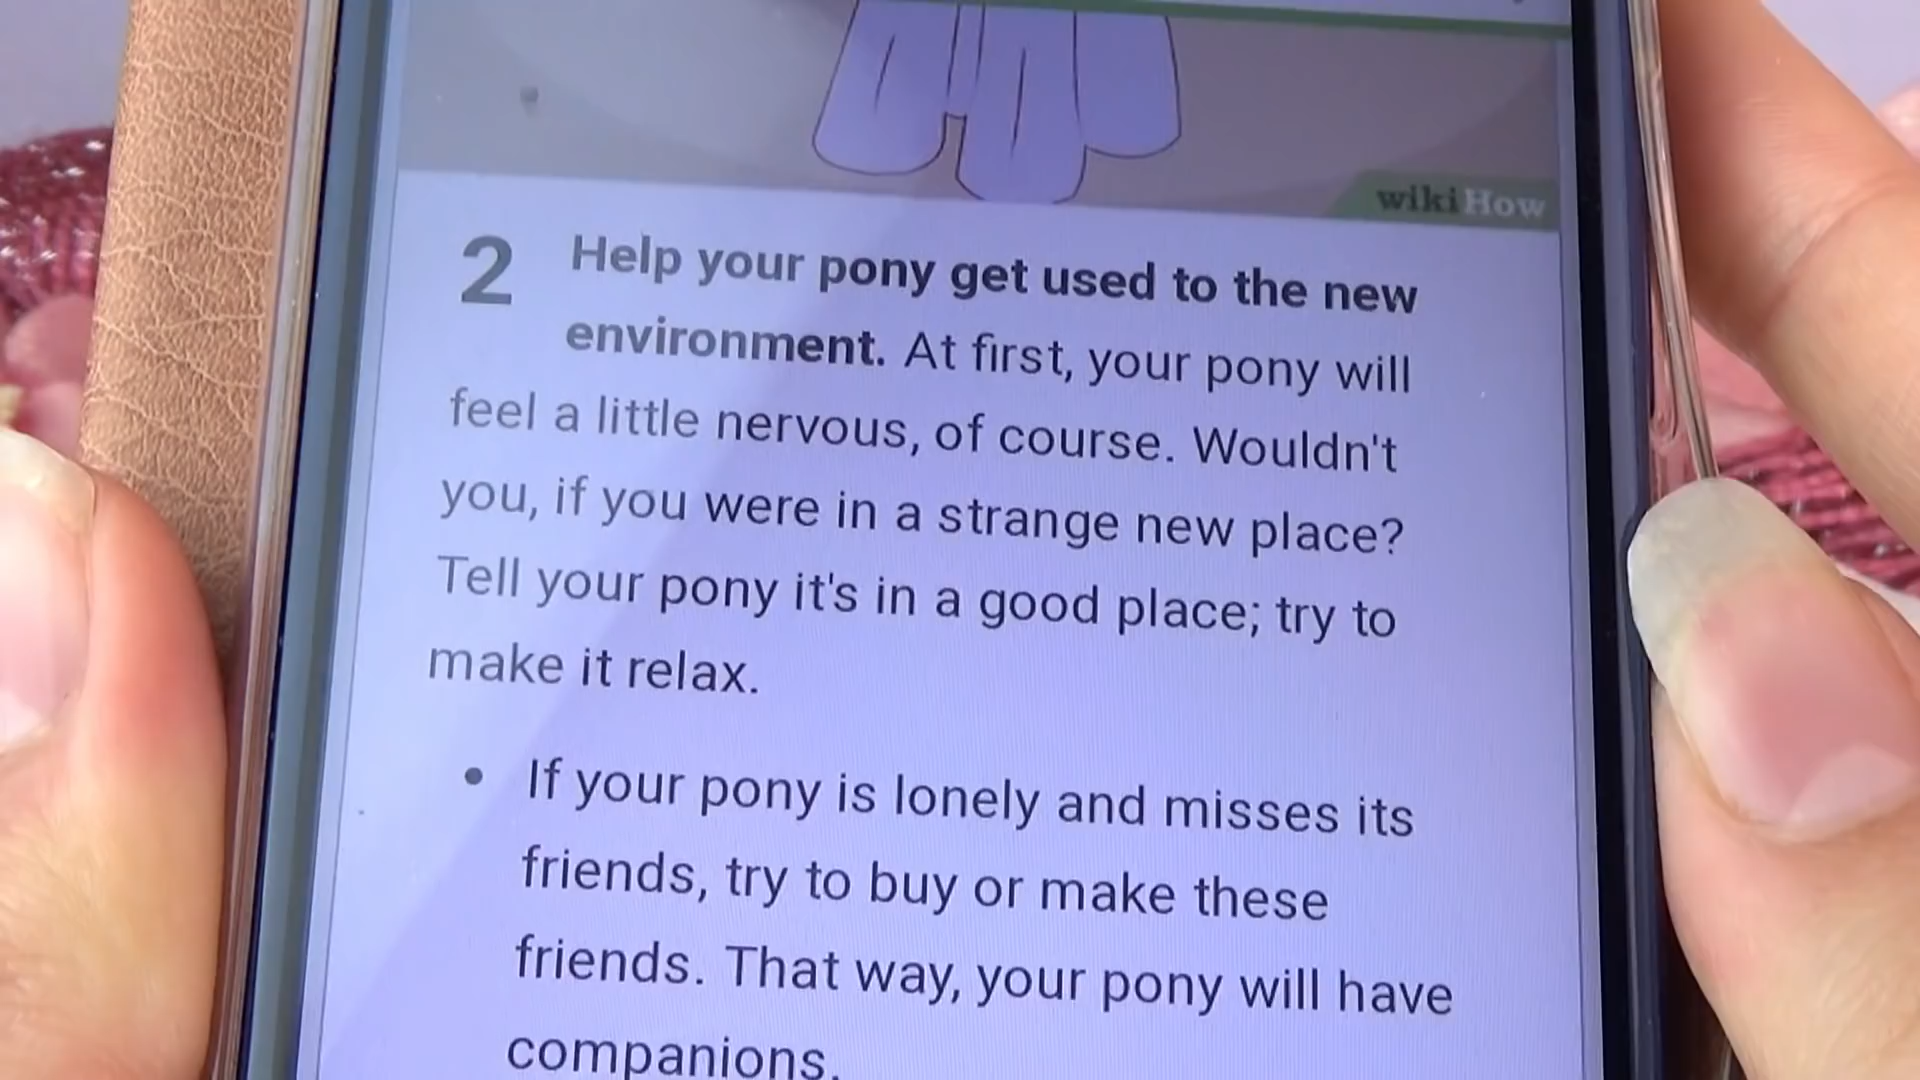 wikiHow
2 Help your pony get used to the new
environment. At first, your pony will
feel a little nervous, of course. Wouldn't
you, if you were in a strange new place?
Tell your pony it's in a good place; try to
make it relax.
• If your pony is lonely and misses its
friends, try to buy or make these
friends. That way, your pony will have
companions.